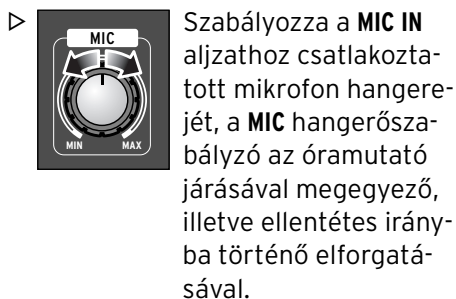 MIC
MIN
MAX
Szabályozza a MIC IN
aljzathoz csatlakozta-
tott mikrofon hangere-
jét, a MIC hangerősza-
bályzó az óramutató
járásával megegyező,
illetve ellentétes irány-
ba történő elforgatá-
sával.